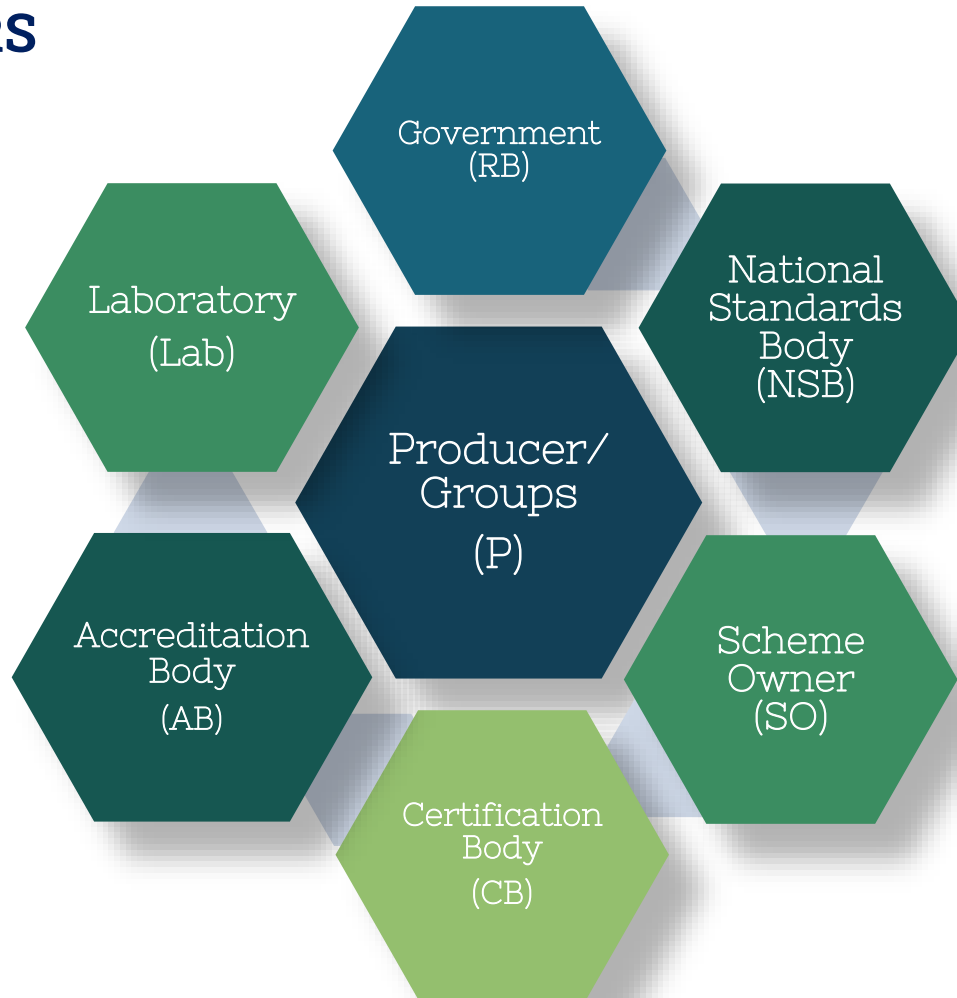 Government
(RB)
National
Standards
Body
(NSB)
Laboratory
(Lab)
Producer/
Groups
(P)
Accreditation
Body
(AB)
Scheme
Owner
(SO)
Certification
Body
(CB)